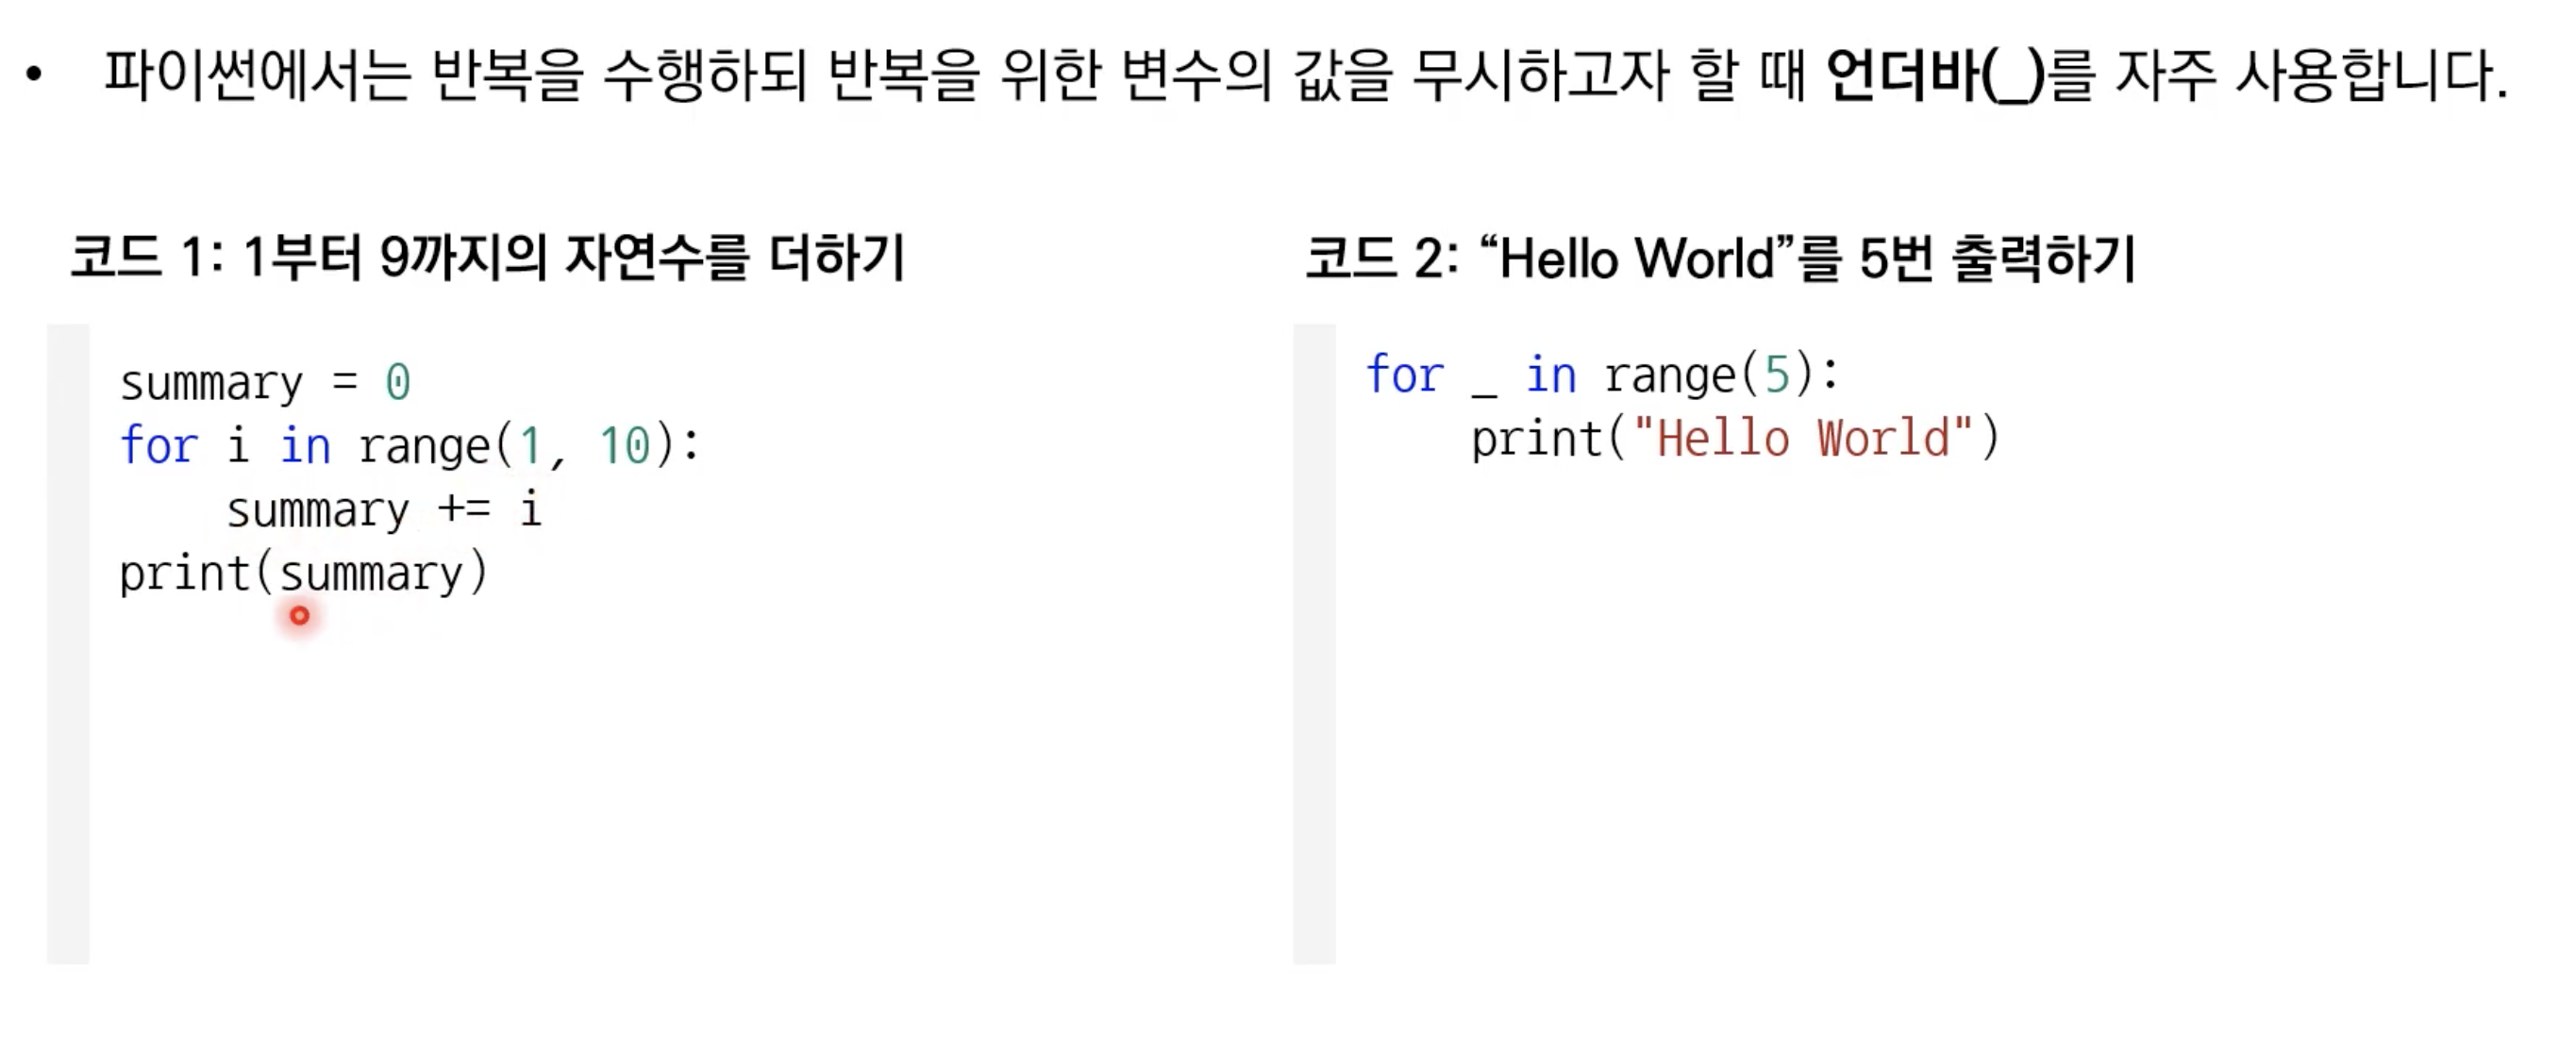 • 파이썬에서는 반복을 수행하되 반복을 위한 변수의 값을 무시하고자 할 때 언더바(_)를 자주 사용합니다.
코드 1: 1부터 9까지의 자연수를 더하기
summary = 0
for i in range(1, 10):
    summary += i
print(summary)
코드 2: “Hello World”를 5번 출력하기
for _ in range(5):
    print("Hello World")